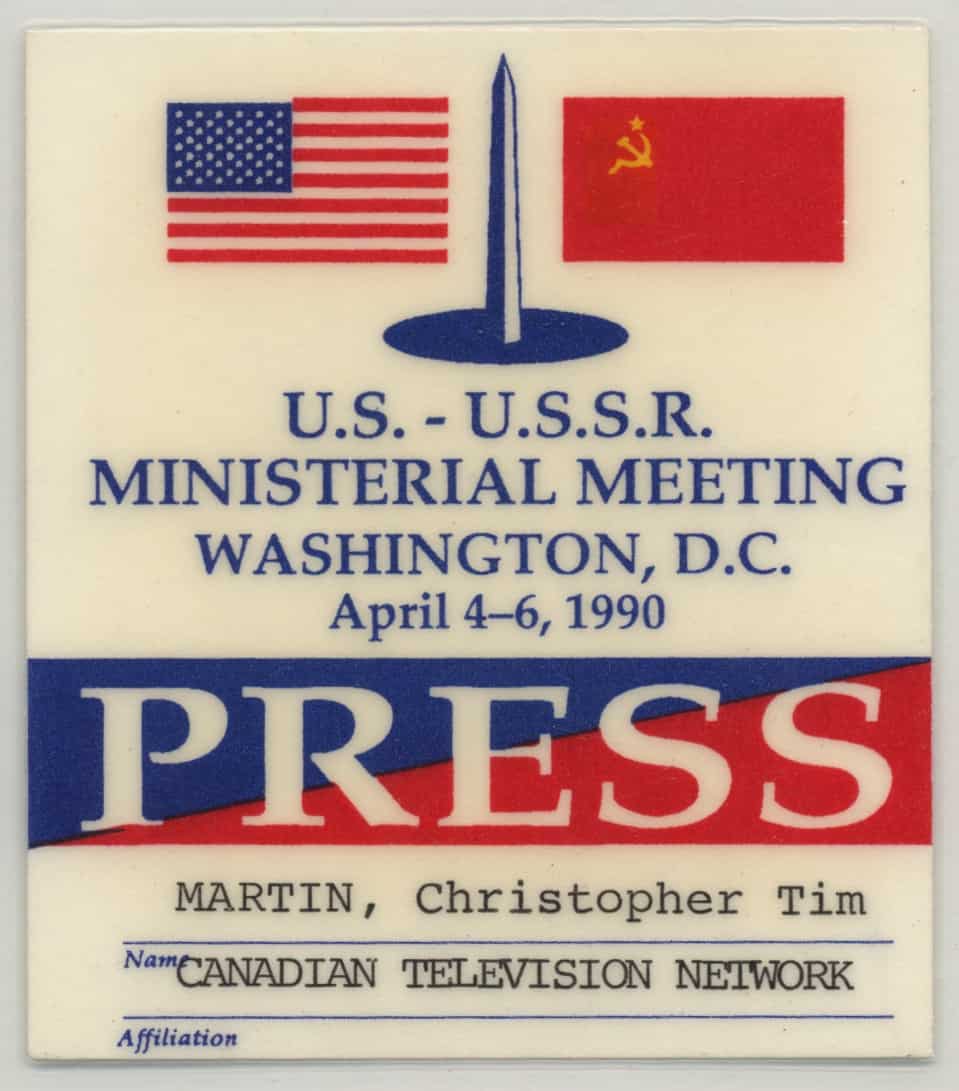 U.S. - U.S.S.R.
MINISTERIAL MEETING
WASHINGTON, D.C.
April 4–6, 1990
PRESS
MARTIN, Christopher Tim
Name
CANADIAN TELEVISION NETWORK
Affiliation